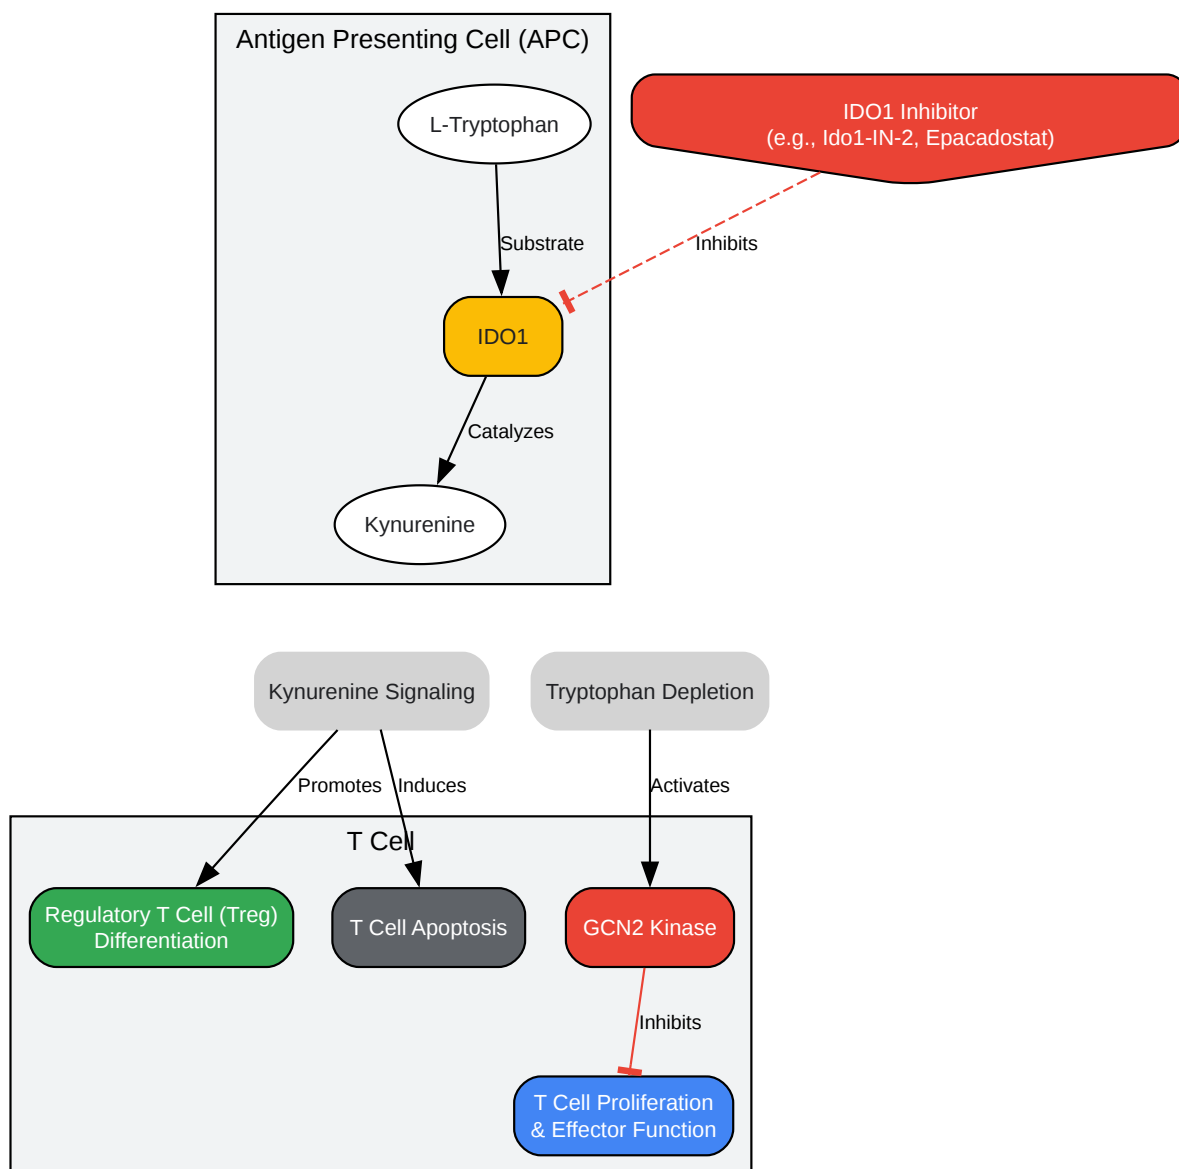 Antigen Presenting Cell (APC)
L-Tryptophan
IDO1 Inhibitor
(e.g., Ido1-IN-2, Epacadostat)
Substrate
Inhibits
IDO1
Catalyzes
Kynurenine
Kynurenine Signaling
Tryptophan Depletion
Promotes
Induces
Activates
T Cell
Regulatory T Cell (Treg)
Differentiation
T Cell Apoptosis
GCN2 Kinase
Inhibits
T Cell Proliferation
& Effector Function